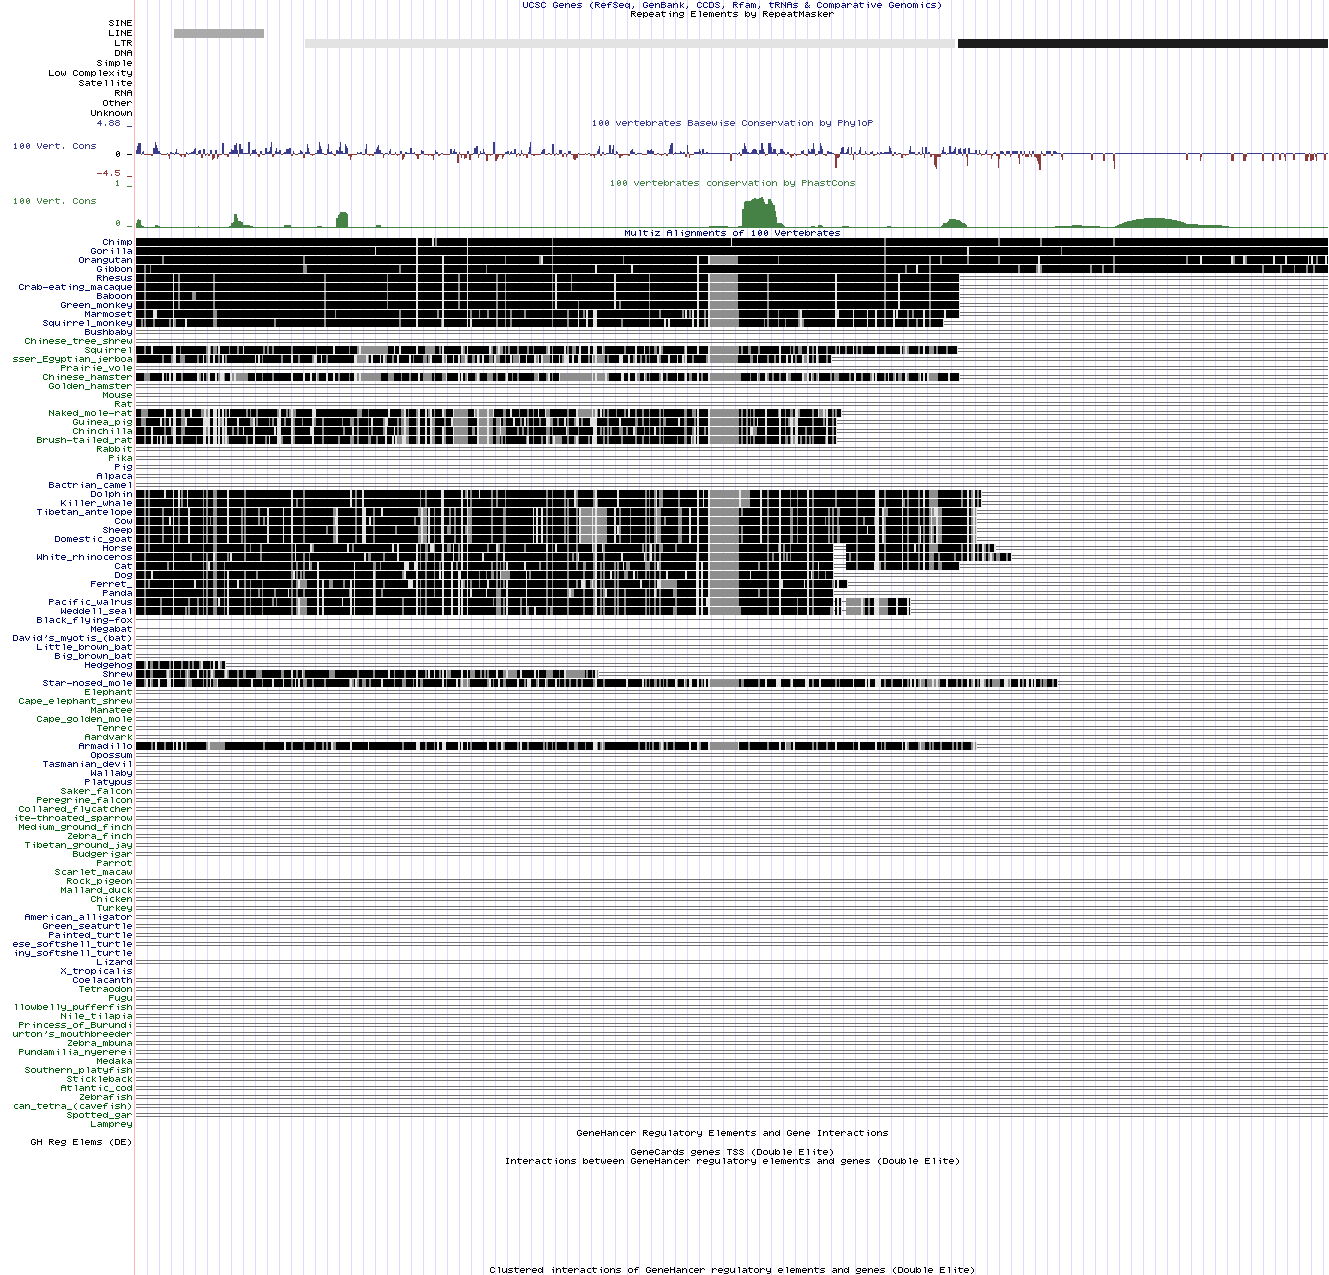 UCSC Genes (RefSeq, GenBank, CCDS, Rfam, tRNAs & Comparative Genomics)
Repeating Elements by RepeatMasker
SINE
LINE
LTR
DNA
Simple
Low Complexity
Satellite
RNA
Other
Unknown
4.88 _
100 vertebrates Basewise Conservation by PhyloP
100 Vert. Cons
0 _
-4.5 _
100 vertebrates conservation by PhastCons
1 _
100 Vert. Cons
0 _
Multiz Alignments of 100 Vertebrates
Chimp
Gorilla
Orangutan
Gibbon
Rhesus
Crab-eating_macaque
Baboon
Green_monkey
Marmoset
Squirrel_monkey
Bushbaby
Chinese_tree_shrew
Squirrel
sser_Egyptian_jerboa
Prairie_vole
Chinese_hamster
Golden_hamster
Mouse
Rat
Naked_mole-rat
Guinea_pig
Chinchilla
Brush-tailed_rat
Rabbit
Pika
Pig
Alpaca
Bactrian_camel
Dolphin
Killer_whale
Tibetan_antelope
Cow
Sheep
Domestic_goat
Horse
White_rhinoceros
Cat
Dog
Ferret_
Panda
Pacific_walrus
Weddell_seal
Black_flying-fox
Megabat
David's_myotis_(bat)
Little_brown_bat
Big_brown_bat
Hedgehog
Shrew
Star-nosed_mole
Elephant
Cape_elephant_shrew
Manatee
Cape_golden_mole
Tenrec
Aardvark
Armadillo
Opossum
Tasmanian_devil
Wallaby
Platypus
Saker_falcon
Peregrine_falcon
Collared_flycatcher
ite-throated_sparrow
Medium_ground_finch
Zebra_finch
Tibetan_ground_jay
Budgerigar
Parrot
Scarlet_macaw
Rock_pigeon
Mallard_duck
Chicken
Turkey
American_alligator
Green_seaturtle
Painted_turtle
ese_softshell_turtle
iny_softshell_turtle
Lizard
X_tropicalis
Coelacanth
Tetraodon
Fugu
llowbelly_pufferfish
Nile_tilapia
Princess_of_Burundi
urton's_mouthbreeder
Zebra_mbuna
Pundamilia_nyererei
Medaka
Southern_platyfish
Stickleback
Atlantic_cod
Zebrafish
can_tetra_(cavefish)
Spotted_gar
Lamprey
GeneHancer Regulatory Elements and Gene Interactions
GH Reg Elems (DE)
GeneCards genes TSS (Double Elite)
Interactions between GeneHancer regulatory elements and genes (Double Elite)
Clustered interactions of GeneHancer regulatory elements and genes (Double Elite)